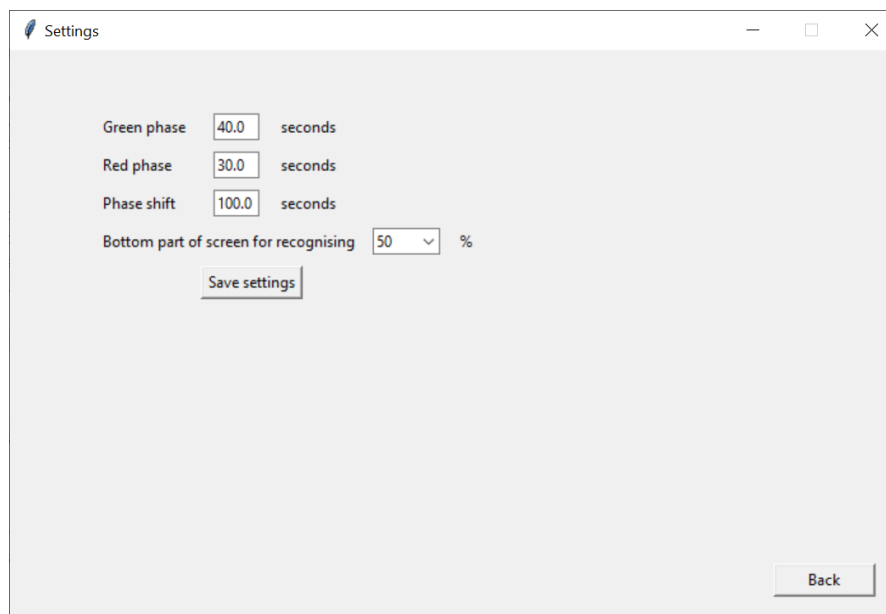 Settings
Green phase 40.0 seconds
Red phase 30.0 seconds
Phase shift 100.0 seconds
Bottom part of screen for recognising 50 %
Save settings
Back